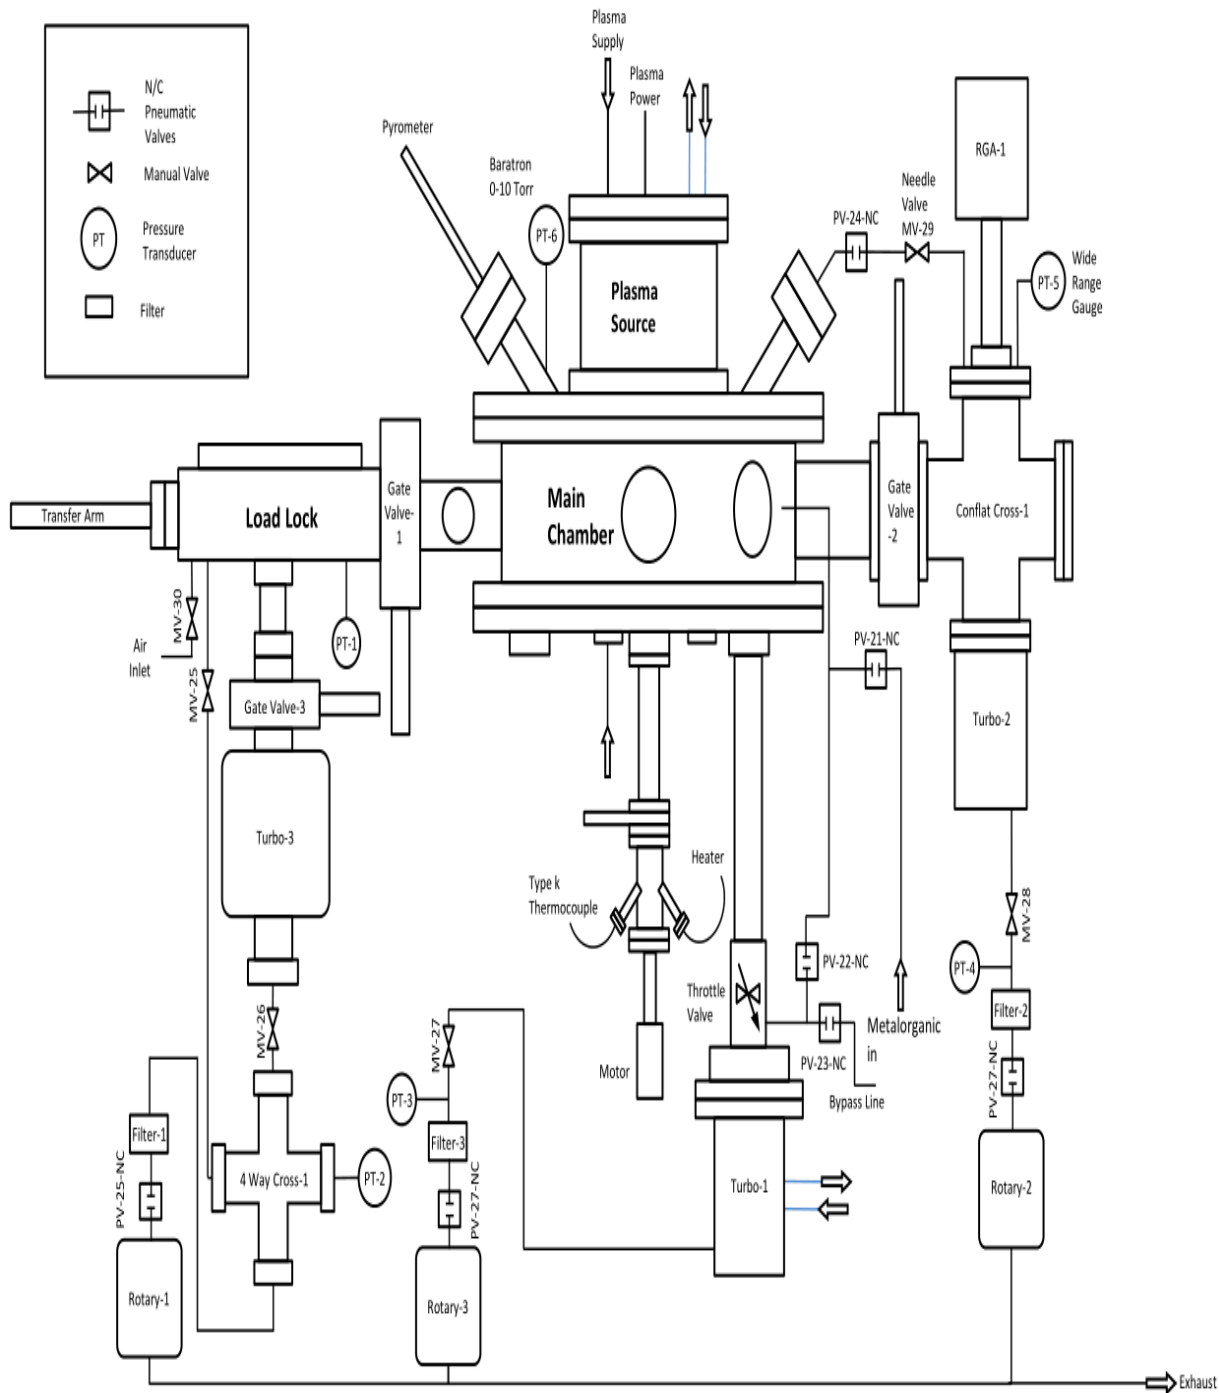 Plasma
Supply
Plasma
Power
N/C
Pneumatic
Valves
Manual Valve
PT
Pressure
Transducer
Filter
Pyrometer
Baratron
0-10 Torr
PT-6
Plasma
Source
PV-24-NC
Needle
Valve
MV-29
RGA-1
PT-5
Wide
Range
Gauge
Transfer Arm
Load Lock
Gate
Valve-
1
Main
Chamber
Gate
Valve
-2
Conflat Cross-1
MV-30
Air
Inlet
MV-25
PT-1
Gate Valve-3
PV-21-NC
Turbo-2
Turbo-3
Type k
Thermocouple
Heater
MV-28
PT-4
Filter-2
PV-27-NC
PV-22-NC
Throttle
Valve
PV-23-NC
Metalorganic
in
Bypass Line
Motor
MV-26
MV-27
PT-3
Filter-1
Filter-3
PV-25-NC
4 Way Cross-1
PT-2
PV-27-NC
Turbo-1
Rotary-2
Rotary-1
Rotary-3
Exhaust